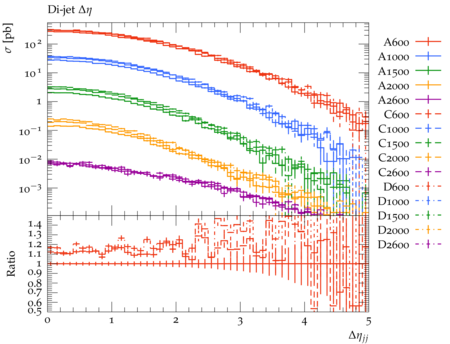 Di-jet Δη
σ [pb]
10²
10¹
1
10⁻¹
10⁻²
10⁻³
A600
A1000
A1500
A2000
A2600
C600
C1000
C1500
C2000
C2600
D600
D1000
D1500
D2000
D2600
Ratio
1.4
1.3
1.2
1.1
1
0.9
0.8
0.7
0.6
0.5
0 1 2 3 4 5
Δηjj